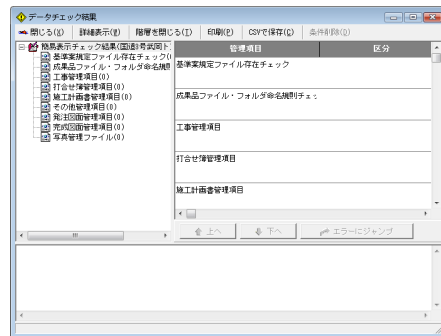 データチェック結果
閉じる(X) 詳細表示(W) 階層を閉じる(I) 印刷(P) CSVで保存(C) 条件削除(D)
簡易表示チェック結果(国道3号武岡ト
基準案規定ファイル存在チェック(
成果品ファイル・フォルダ命名規則
工事管理項目(0)
打合せ簿管理項目(0)
施工計画書管理項目(0)
その他管理項目(0)
発注図面管理項目(0)
完成図面管理項目(0)
写真管理ファイル(0)
管理項目 区分
基準案規定ファイル存在チェック
成果品ファイル・フォルダ命名規則チェッ
工事管理項目
打合せ簿管理項目
施工計画書管理項目
上へ 下へ エラーにジャンプ